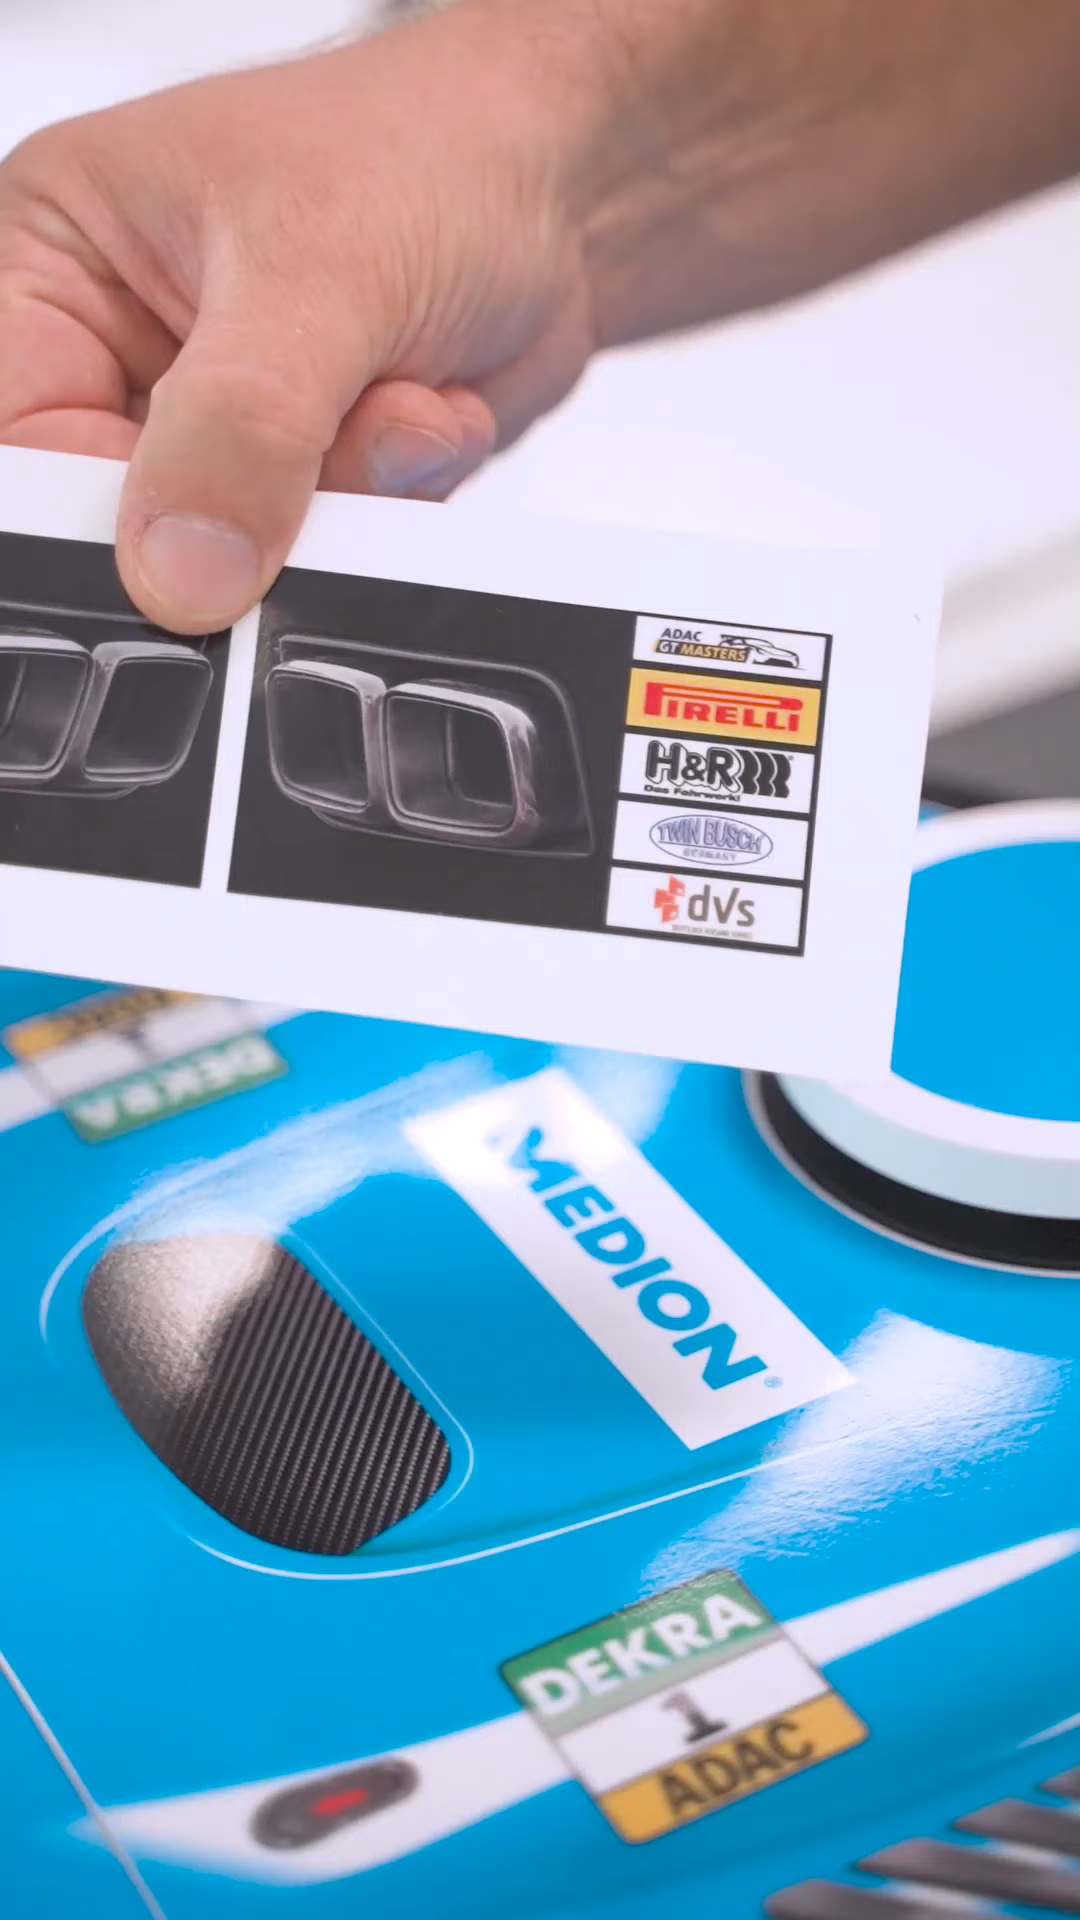 ADAC
GT MASTERS
PIRELLI
H&R
Das Fahrwerk!
TWIN BUSCH
GERMANY
dVs
DEKRA
MEDION®
DEKRA
1
ADAC